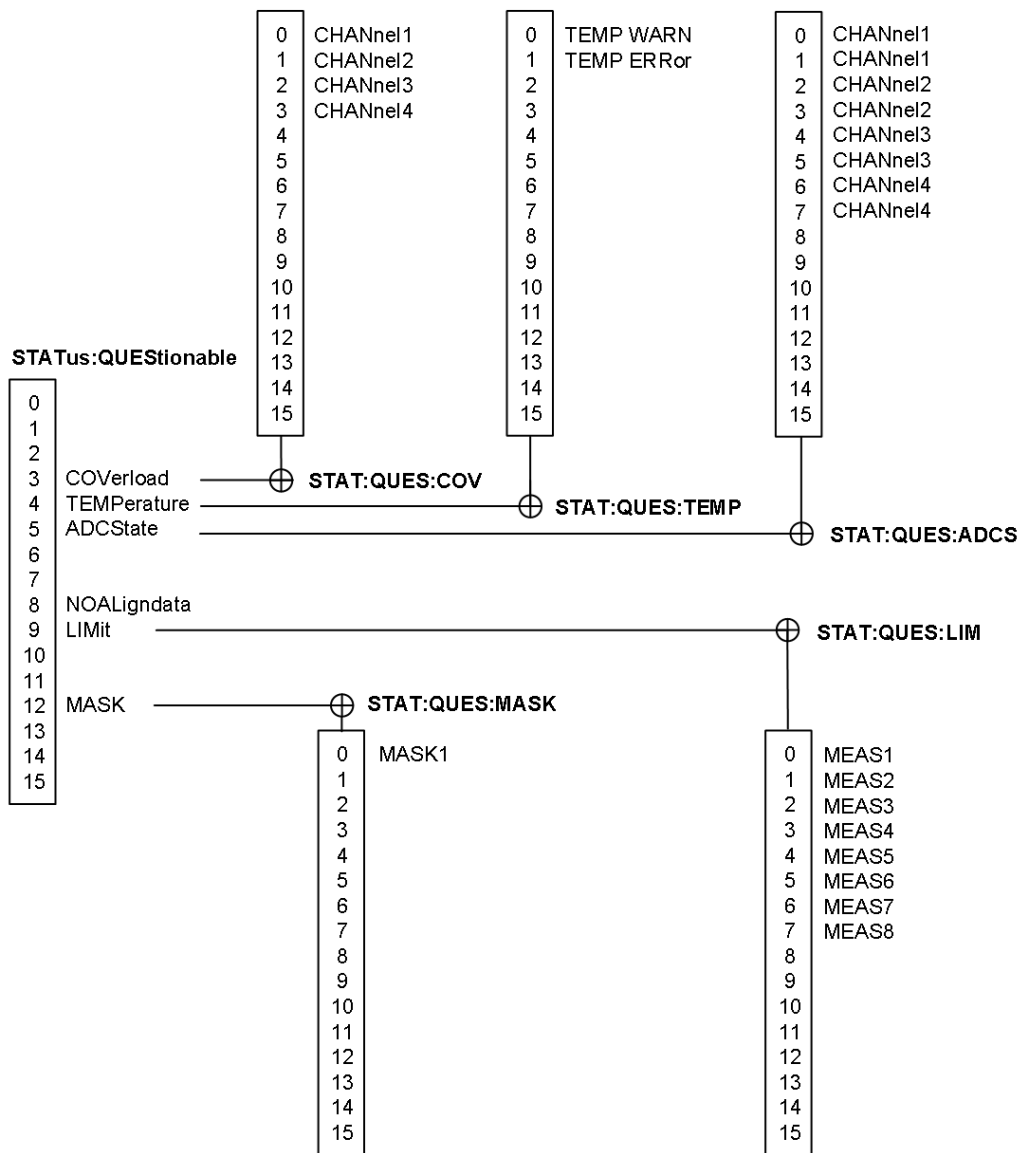 0 CHANnel1
1 CHANnel2
2 CHANnel3
3 CHANnel4
4
5
6
7
8
9
10
11
12
13
14
15
STAT:QUES:COV
0 TEMP WARN
1 TEMP ERRor
2
3
4
5
6
7
8
9
10
11
12
13
14
15
STAT:QUES:TEMP
0 CHANnel1
1 CHANnel1
2 CHANnel2
3 CHANnel2
4 CHANnel3
5 CHANnel3
6 CHANnel4
7 CHANnel4
8
9
10
11
12
13
14
15
STAT:QUES:ADCS
STATus:QUEStionable
0
1
2
3 COVerload
4 TEMPerature
5 ADCState
6
7
8 NOALigndata
9 LIMit
10
11
12 MASK
13
14
15
STAT:QUES:MASK
0 MASK1
1
2
3
4
5
6
7
8
9
10
11
12
13
14
15
STAT:QUES:LIM
0 MEAS1
1 MEAS2
2 MEAS3
3 MEAS4
4 MEAS5
5 MEAS6
6 MEAS7
7 MEAS8
8
9
10
11
12
13
14
15